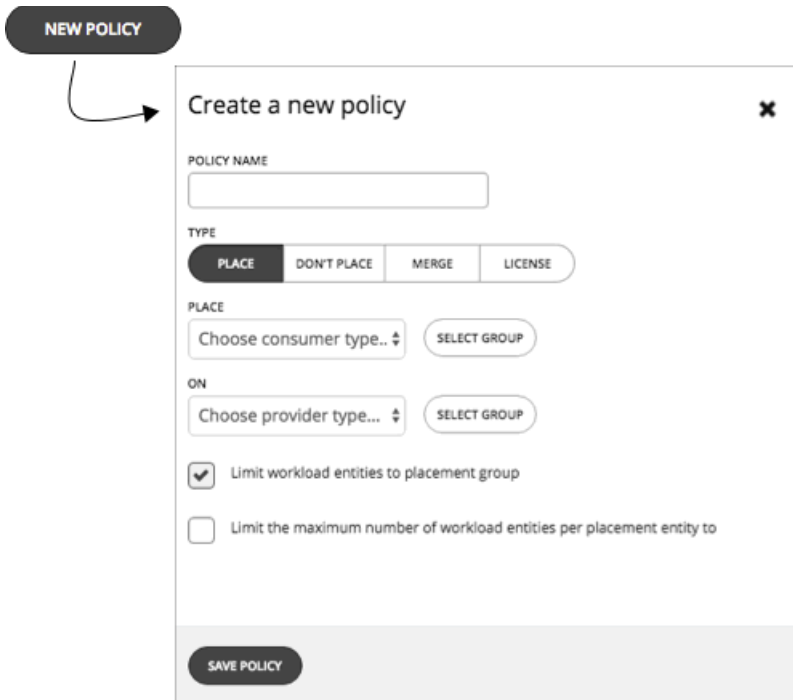 NEW POLICY
Create a new policy
POLICY NAME
TYPE
PLACE DON'T PLACE MERGE LICENSE
PLACE
Choose consumer type.. SELECT GROUP
ON
Choose provider type... SELECT GROUP
Limit workload entities to placement group
Limit the maximum number of workload entities per placement entity to
SAVE POLICY